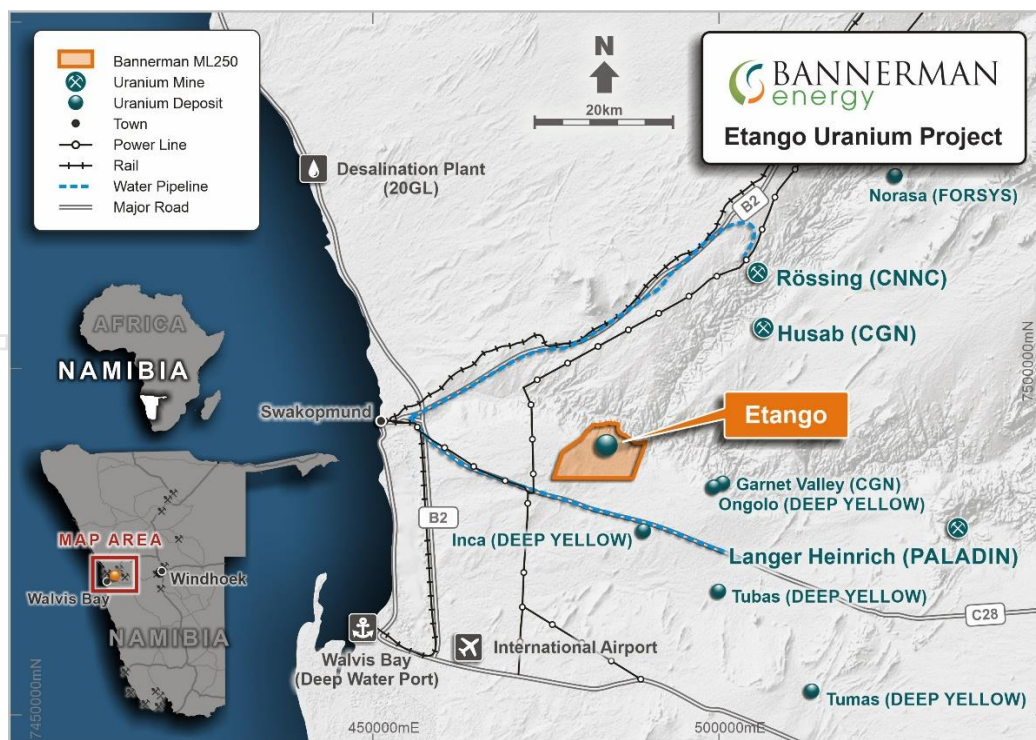 Bannerman ML250
Uranium Mine
Uranium Deposit
Town
Power Line
Rail
Water Pipeline
Major Road
N
20km
BANNERMAN
energy
Etango Uranium Project
Desalination Plant
(20GL)
B2
Norasa (FORSYS)
Rössing (CNNC)
Husab (CGN)
7500000mN
AFRICA
NAMIBIA
Swakopmund
Etango
Garnet Valley (CGN)
Ongolo (DEEP YELLOW)
B2
Inca (DEEP YELLOW)
Langer Heinrich (PALADIN)
MAP AREA
Windhoek
Walvis Bay
NAMIBIA
Tubas (DEEP YELLOW)
C28
International Airport
Walvis Bay
(Deep Water Port)
Tumas (DEEP YELLOW)
7450000mN
450000mE
500000mE